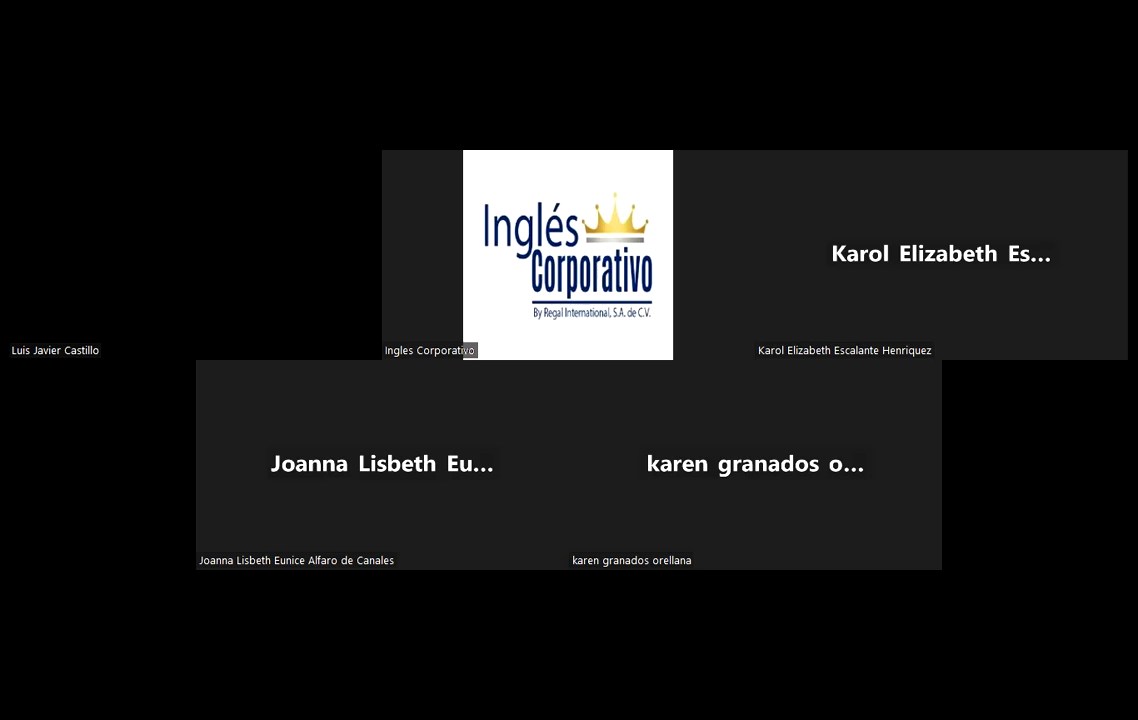 Inglés
Corporativo
By Regal International, S.A. de C.V.
Karol Elizabeth Es...
Luis Javier Castillo
Ingles Corporativo
Karol Elizabeth Escalante Henriquez
Joanna Lisbeth Eu...
karen granados o...
Joanna Lisbeth Eunice Alfaro de Canales
karen granados orellana